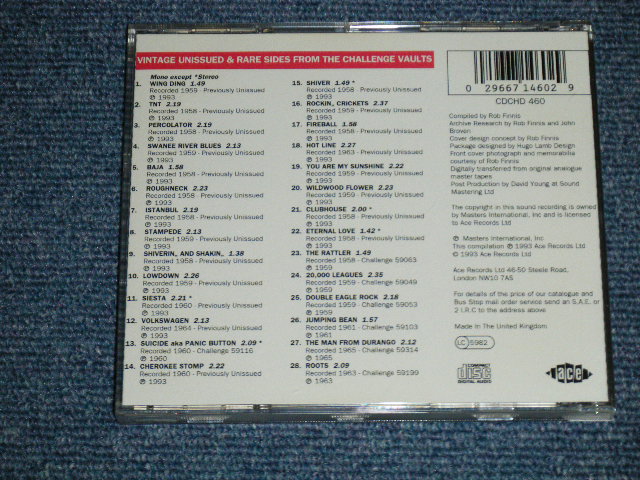 VINTAGE UNISSUED & RARE SIDES FROM THE CHALLENGE VAULTS
Mono except *Stereo
1. WING DING 1.49
Recorded 1959 - Previously Unissued
℗ 1993
2. TNT 2.19
Recorded 1958 - Previously Unissued
℗ 1993
3. PERCOLATOR 2.19
Recorded 1958 - Previously Unissued
℗ 1993
4. SWANEE RIVER BLUES 2.13
Recorded 1959 - Previously Unissued
℗ 1993
5. BAJA 1.58
Recorded 1958 - Previously Unissued
℗ 1993
6. ROUGHNECK 2.23
Recorded 1958 - Previously Unissued
℗ 1993
7. ISTANBUL 2.19
Recorded 1958 - Previously Unissued
℗ 1993
8. STAMPEDE 2.13
Recorded 1959 - Previously Unissued
℗ 1993
9. SHIVERIN, AND SHAKIN, 1.38
Recorded 1958 - Previously Unissued
℗ 1993
10. LOWDOWN 2.26
Recorded 1959 - Previously Unissued
℗ 1993
11. SIESTA 2.21 *
Recorded 1960 - Previously Unissued
℗ 1993
12. VOLKSWAGEN 2.13
Recorded 1964 - Previously Unissued
℗ 1993
13. SUICIDE aka PANIC BUTTON 2.09 *
Recorded 1960 - Challenge 59116
℗ 1960
14. CHEROKEE STOMP 2.22
Recorded 1960 - Previously Unissued
℗ 1993
15. SHIVER 1.49 *
Recorded 1958 - Previously Unissued
℗ 1993
16. ROCKIN, CRICKETS 2.37
Recorded 1959 - Previously Unissued
℗ 1993
17. FIREBALL 1.58
Recorded 1958 - Previously Unissued
℗ 1993
18. HOT LINE 2.27
Recorded 1963 - Previously Unissued
℗ 1993
19. YOU ARE MY SUNSHINE 2.22
Recorded 1959 - Previously Unissued
℗ 1993
20. WILDWOOD FLOWER 2.23
Recorded 1959 - Previously Unissued
℗ 1993
21. CLUBHOUSE 2.00 *
Recorded 1958 - Previously Unissued
℗ 1993
22. ETERNAL LOVE 1.42 *
Recorded 1958 - Previously Unissued
℗ 1993
23. THE RATTLER 1.49
Recorded 1958 - Challenge 59063
℗ 1959
24. 20,000 LEAGUES 2.35
Recorded 1959 - Challenge 59049
℗ 1959
25. DOUBLE EAGLE ROCK 2.18
Recorded 1959 - Challenge 59053
℗ 1959
26. JUMPING BEAN 1.57
Recorded 1961 - Challenge 59103
℗ 1961
27. THE MAN FROM DURANGO 2.12
Recorded 1965 - Challenge 59314
℗ 1965
28. ROOTS 2.09
Recorded 1963 - Challenge 59199
℗ 1963
0 29667 14602 9
CDCHD 460
Compiled by Rob Finnis
Archive Research by Rob Finnis and John
Broven
Cover design concept by Rob Finnis
Package designed by Hugo Lamb Design
Front cover photograph and memorabilia
courtesy of Rob Finnis
Digitally transferred from original analogue
master tapes
Post Production by David Young at Sound
Mastering Ltd
The copyright in this sound recording is owned
by Masters International, Inc and is licensed
to Ace Records Ltd
℗ Masters International, Inc
This compilation ℗ 1993 Ace Records Ltd
© 1993 Ace Records Ltd
Ace Records Ltd 46-50 Steele Road,
London NW10 7AS
For details of the price of our catalogue and
Bus Stop mail order service send an S.A.E. or
2 I.R.C to the address above
Made In The United Kingdom
LC 5982
COMPACT
disc
DIGITAL AUDIO
ace